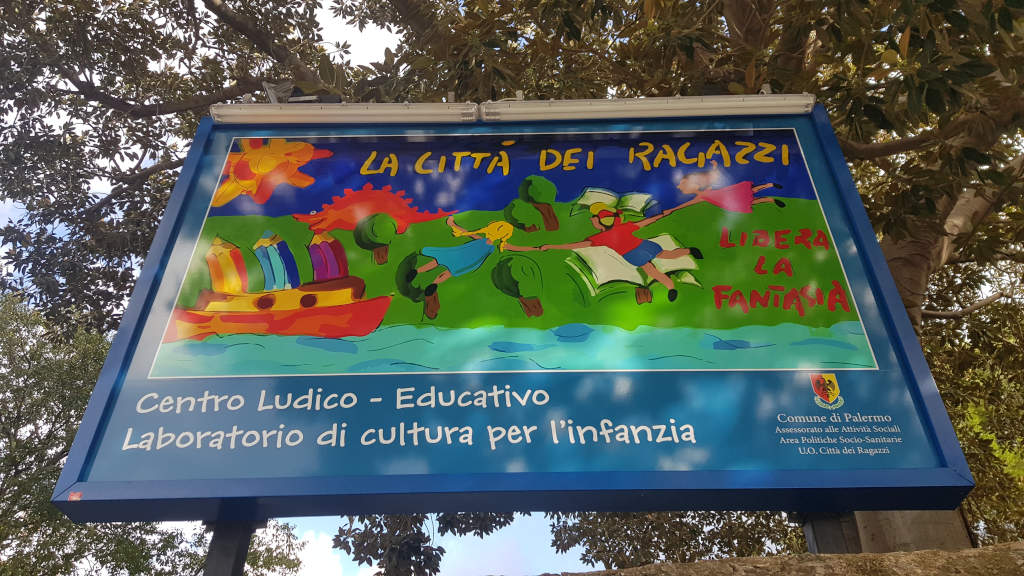 LA CITTÀ DEI RAGAZZI
LIBERA
LA
FANTASIA
Centro Ludico - Educativo
Laboratorio di cultura per l'infanzia
Comune di Palermo
Assessorato alle Attività Sociali
Area Politiche Socio-Sanitarie
U.O. Città dei Ragazzi